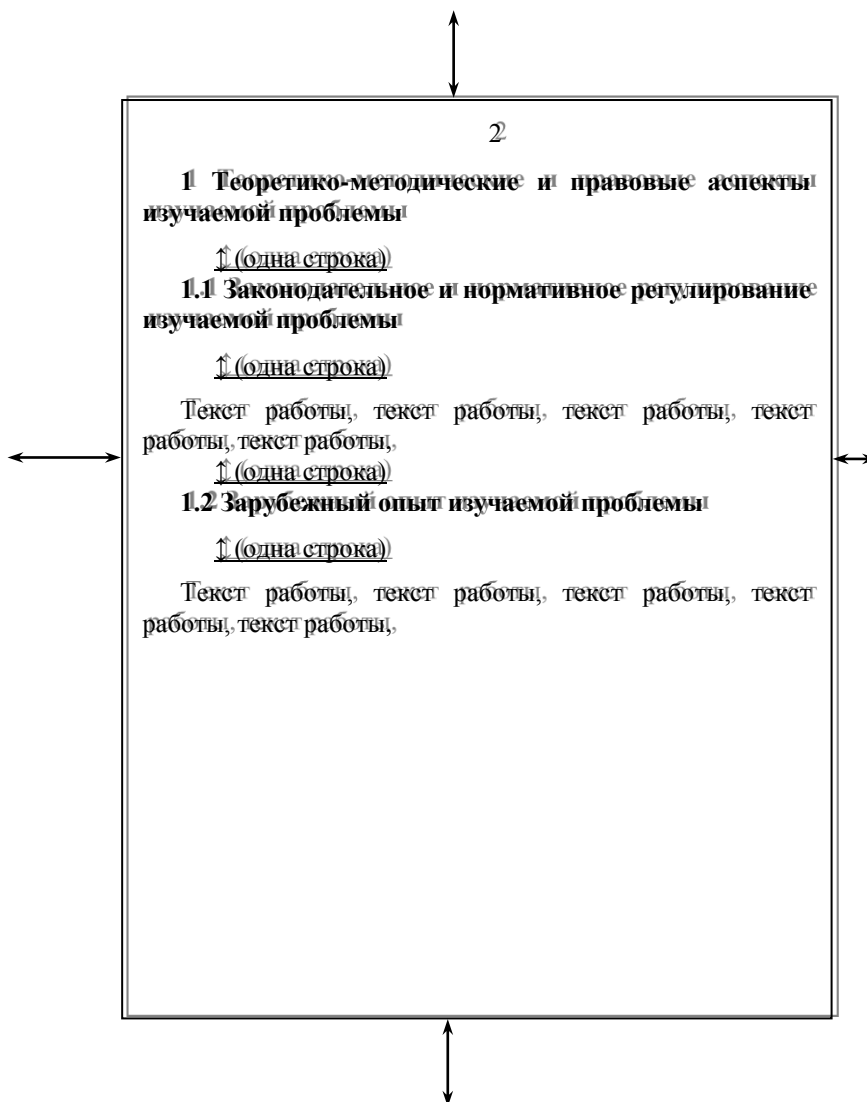 2
1 Теоретико-методические и правовые аспекты
изучаемой проблемы
↕ (одна строка)
1.1 Законодательное и нормативное регулирование
изучаемой проблемы
↕ (одна строка)
Текст работы, текст работы, текст работы, текст
работы, текст работы,
↕ (одна строка)
1.2 Зарубежный опыт изучаемой проблемы
↕ (одна строка)
Текст работы, текст работы, текст работы, текст
работы, текст работы,